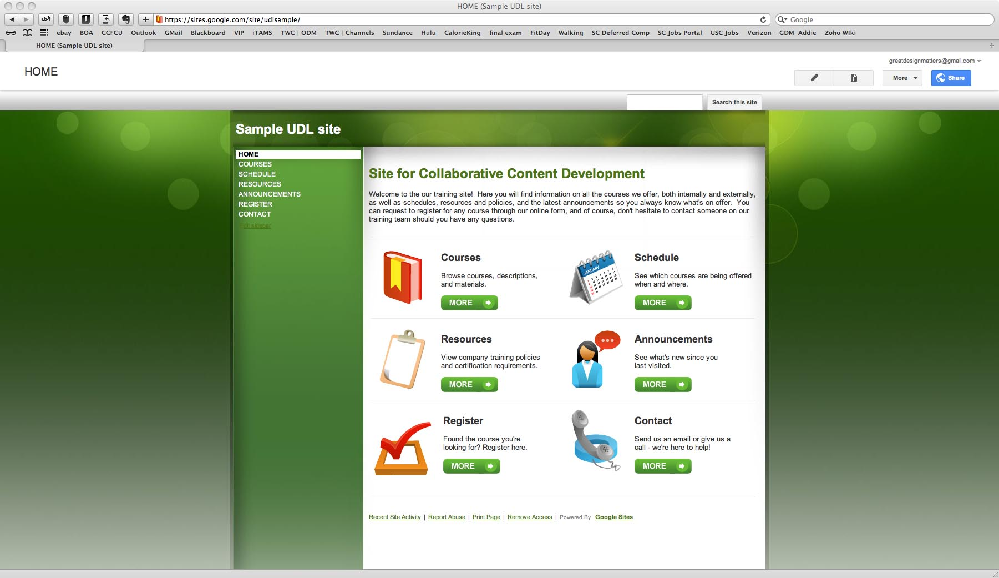 HOME (Sample UDL site)
ebay
https://sites.google.com/site/udlsample/
Google
ebay BOA CCFCU Outlook GMail Blackboard VIP iTAMS TWC | ODM TWC | Channels Sundance Hulu CalorieKing final exam FitDay Walking SC Deferred Comp SC Jobs Portal USC Jobs Verizon - GDM-Addie Zoho WIki
HOME (Sample UDL site)
greatdesignmatters@gmail.com
HOME
More
Share
Search this site
Sample UDL site
HOME
COURSES
SCHEDULE
RESOURCES
ANNOUNCEMENTS
REGISTER
CONTACT
Edit sidebar
Site for Collaborative Content Development
Welcome to the our training site! Here you will find information on all the courses we offer, both internally and externally,
as well as schedules, resources and policies, and the latest announcements so you always know what's on offer. You
can request to register for any course through our online form, and of course, don't hesitate to contact someone on our
training team should you have any questions.
Courses
Browse courses, descriptions,
and materials.
MORE
JANUARY
Schedule
See which courses are being offered
when and where.
MORE
Resources
View company training policies
and certification requirements.
MORE
Announcements
See what's new since you
last visited.
MORE
Register
Found the course you're
looking for? Register here.
MORE
Contact
Send us an email or give us a
call - we're here to help!
MORE
Recent Site Activity | Report Abuse | Print Page | Remove Access | Powered By Google Sites